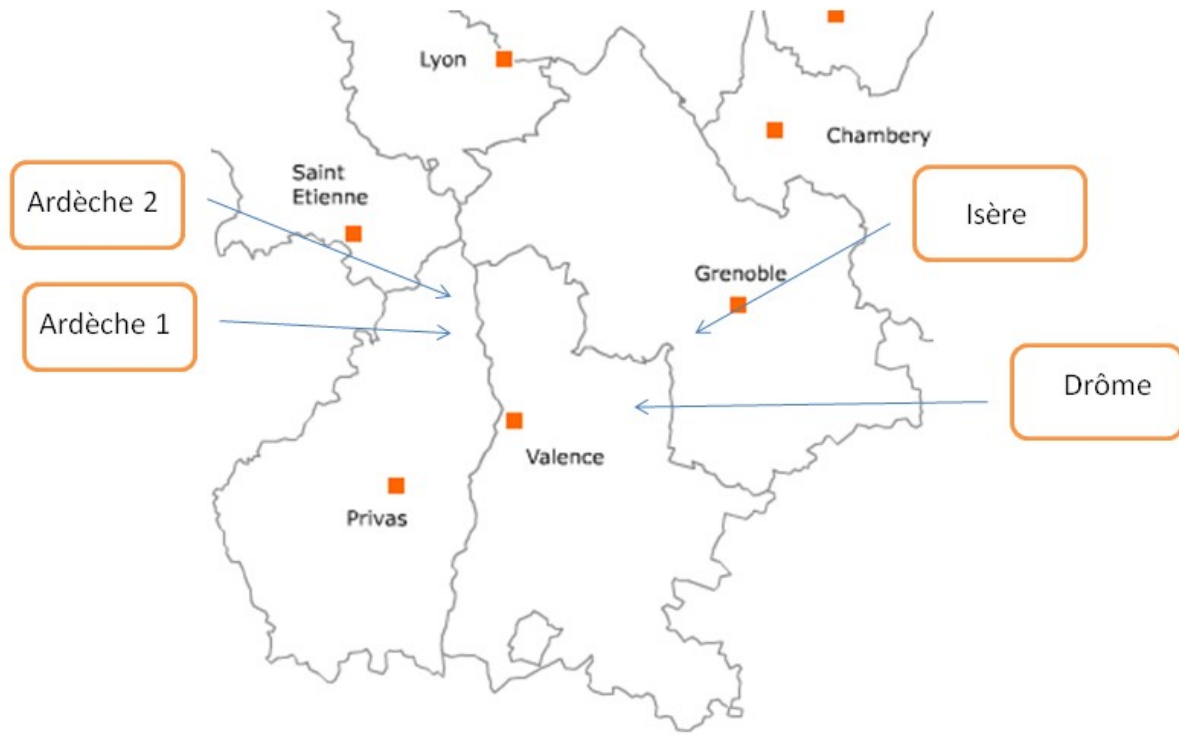 Lyon
Chambery
Saint
Etienne
Ardèche 2
Isère
Grenoble
Ardèche 1
Drôme
Valence
Privas